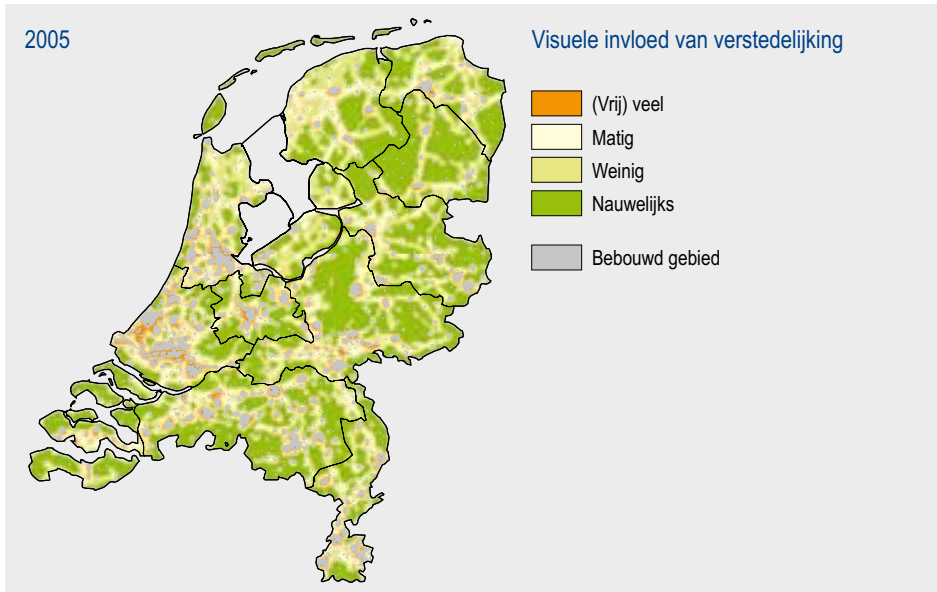 2005
Visuele invloed van verstedelijking
(Vrij) veel
Matig
Weinig
Nauwelijks
Bebouwd gebied